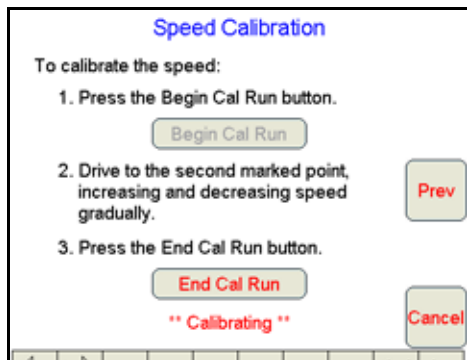 Speed Calibration
To calibrate the speed:
1. Press the Begin Cal Run button.
Begin Cal Run
2. Drive to the second marked point,
increasing and decreasing speed
gradually.
Prev
3. Press the End Cal Run button.
End Cal Run
** Calibrating **
Cancel